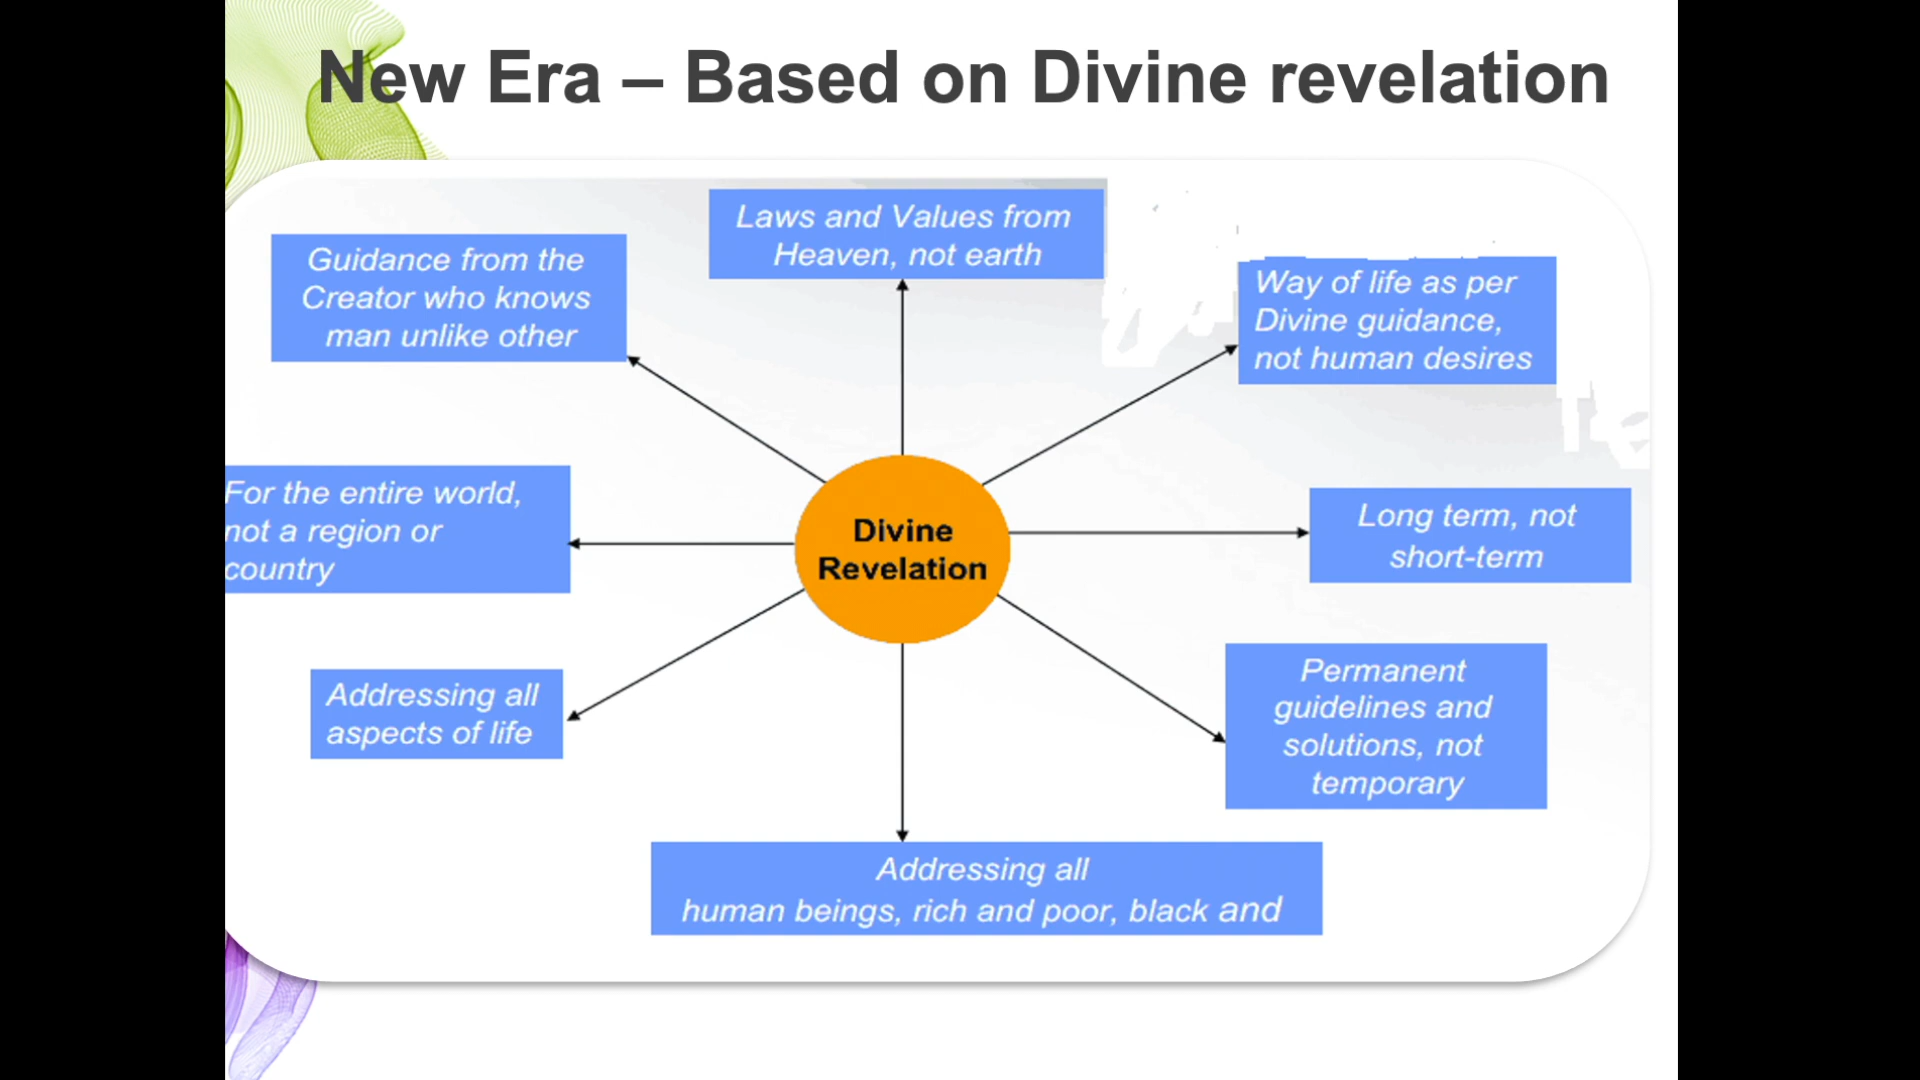 New Era – Based on Divine revelation
Laws and Values from
Heaven, not earth
Guidance from the
Creator who knows
man unlike other
Way of life as per
Divine guidance,
not human desires
For the entire world,
not a region or
country
Divine
Revelation
Long term, not
short-term
Addressing all
aspects of life
Permanent
guidelines and
solutions, not
temporary
Addressing all
human beings, rich and poor, black and